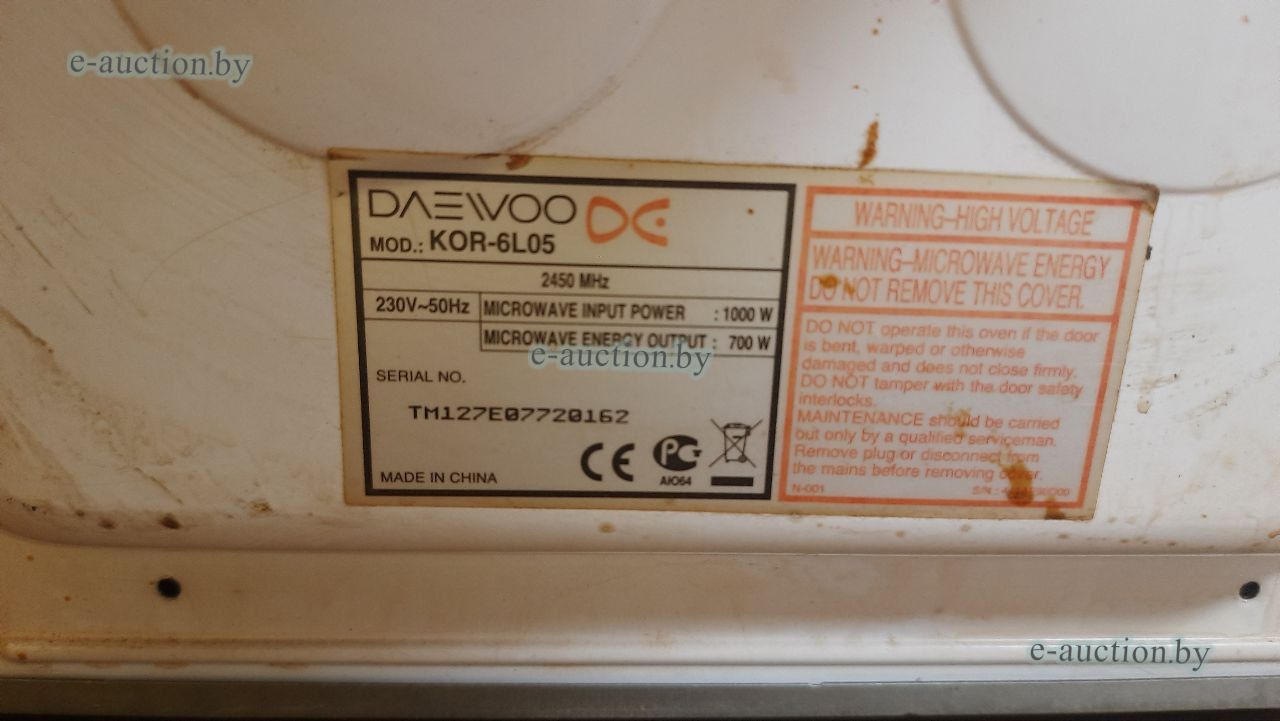 e-auction.by
DAEWOO
MOD.: KOR-6L05
2450 MHz
230V~50Hz
MICROWAVE INPUT POWER : 1000 W
MICROWAVE ENERGY OUTPUT : 700 W
e-auction.by
SERIAL NO.
TM127E07720162
CE
PG
АЮ64
MADE IN CHINA
WARNING–HIGH VOLTAGE
WARNING–MICROWAVE ENERGY
DO NOT REMOVE THIS COVER.
DO NOT operate this oven if the door
is bent, warped or otherwise
damaged and does not close firmly.
DO NOT tamper with the door safety
interlocks.
MAINTENANCE should be carried
out only by a qualified serviceman.
Remove plug or disconnect from
the mains before removing cover.
N-001
S/N.:
e-auction.by